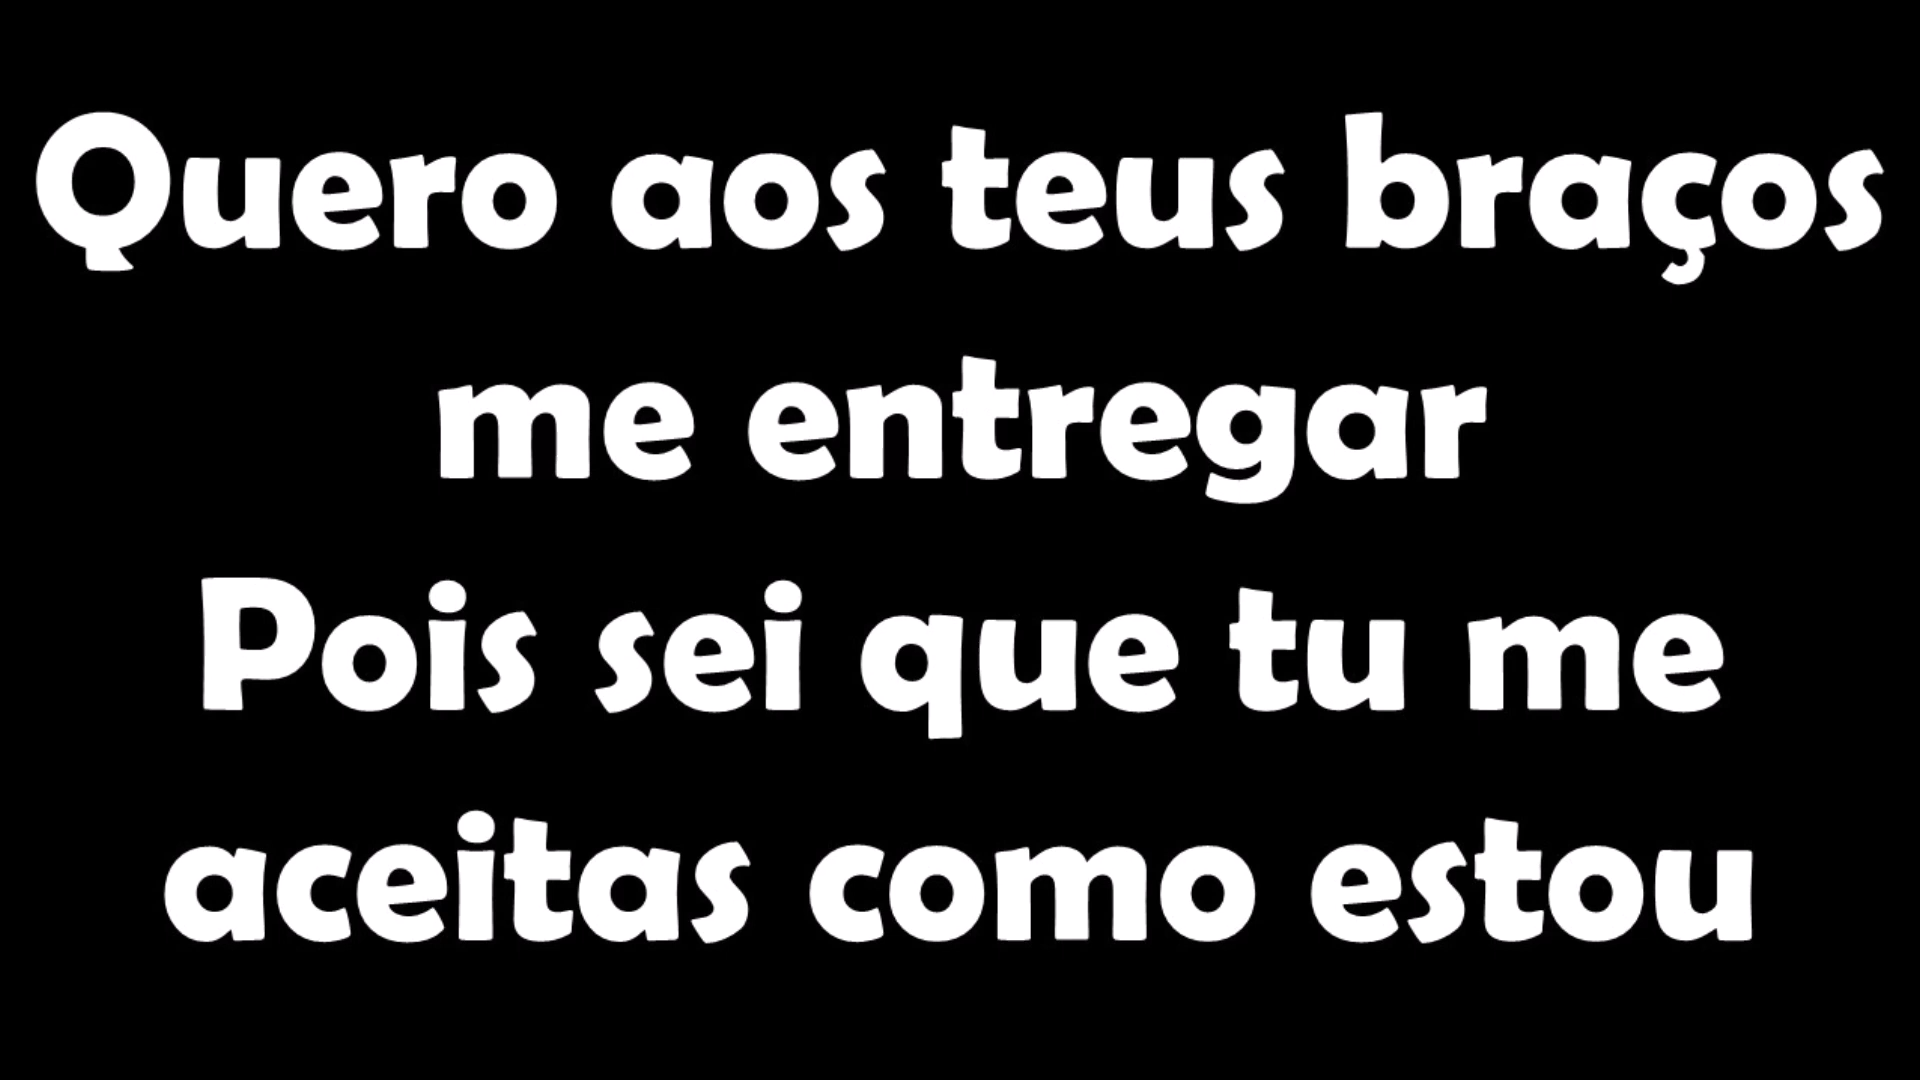 Quero aos teus braços
me entregar
Pois sei que tu me
aceitas como estou